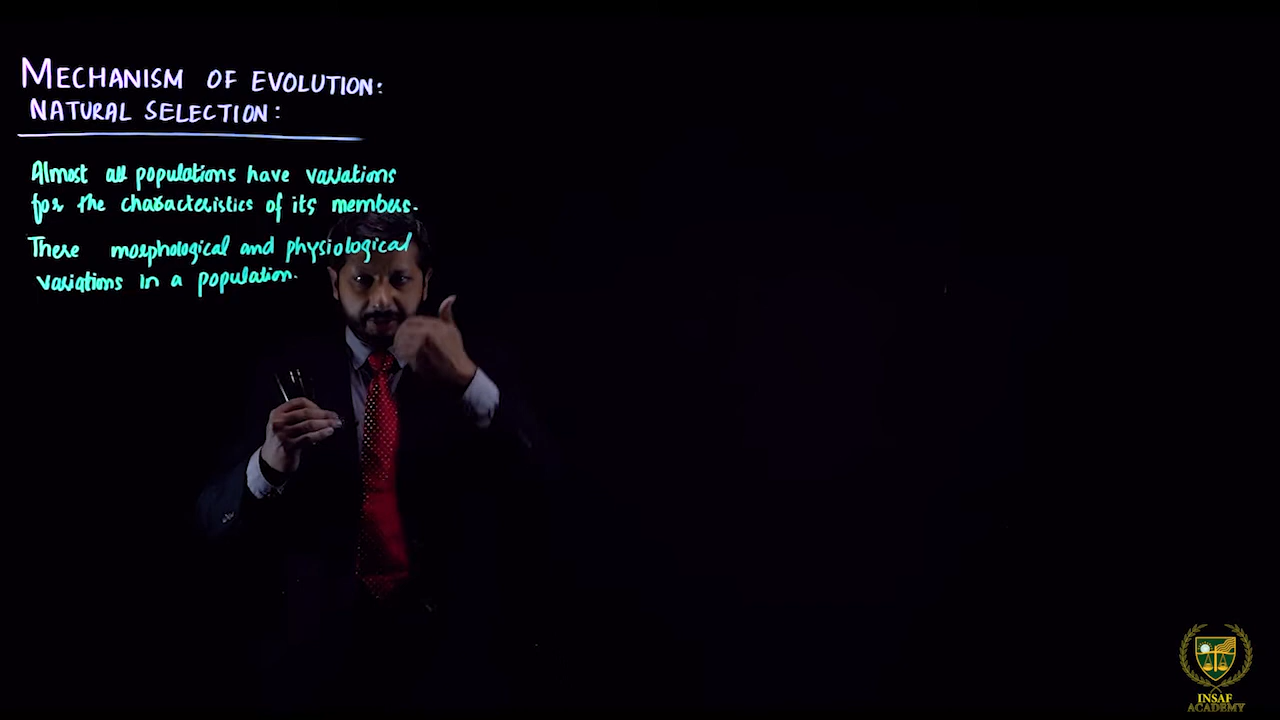 MECHANISM OF EVOLUTION:
NATURAL SELECTION:
Almost all populations have variations
for the characteristics of its members.
There morphological and physiological
variations in a population.
INSAF
ACADEMY